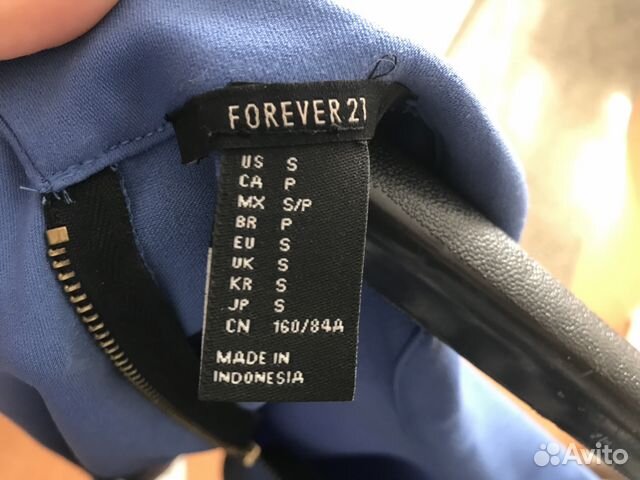 FOREVER 21
US S
CA P
MX S/P
BR P
EU S
UK S
KR S
JP S
CN 160/84A
MADE IN
INDONESIA
Avito